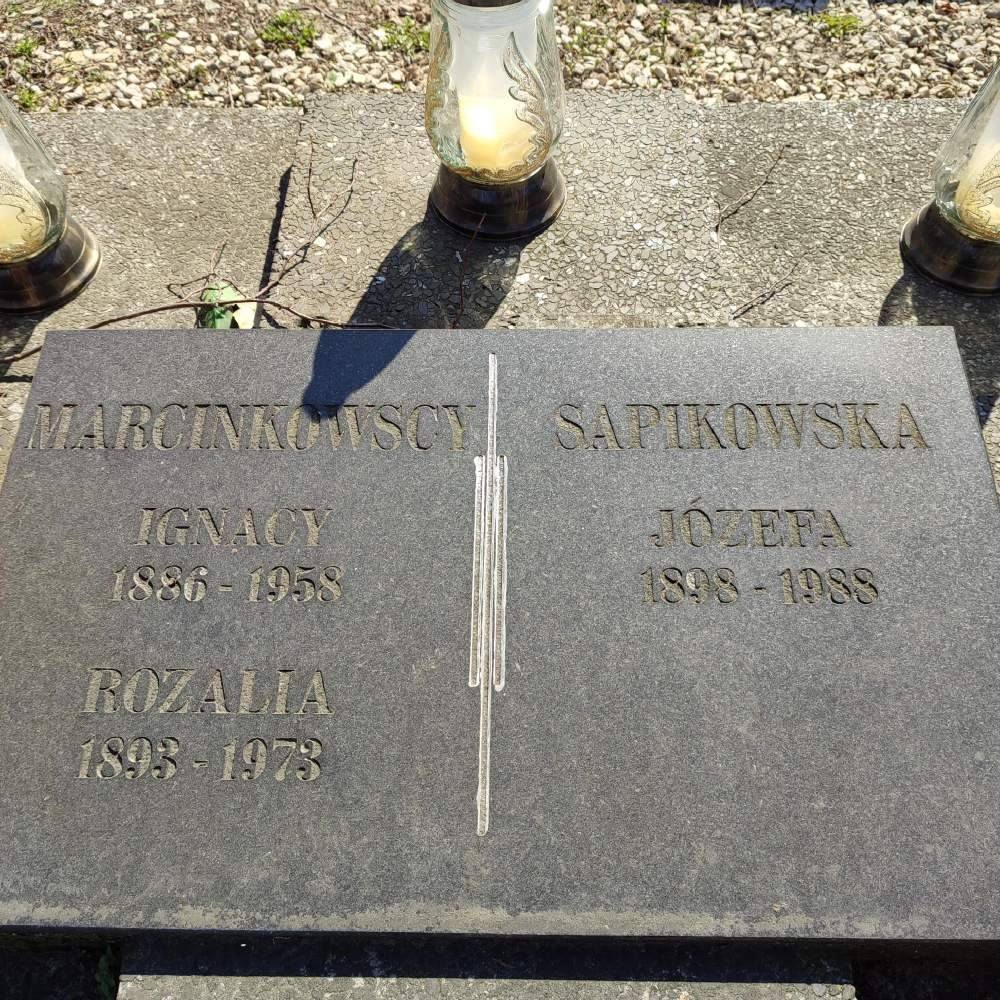 MARCINKOWSCY
IGNACY
1886 - 1958
ROZALIA
1893 - 1973
SAPIKOWSKA
JÓZEFA
1898 - 1988